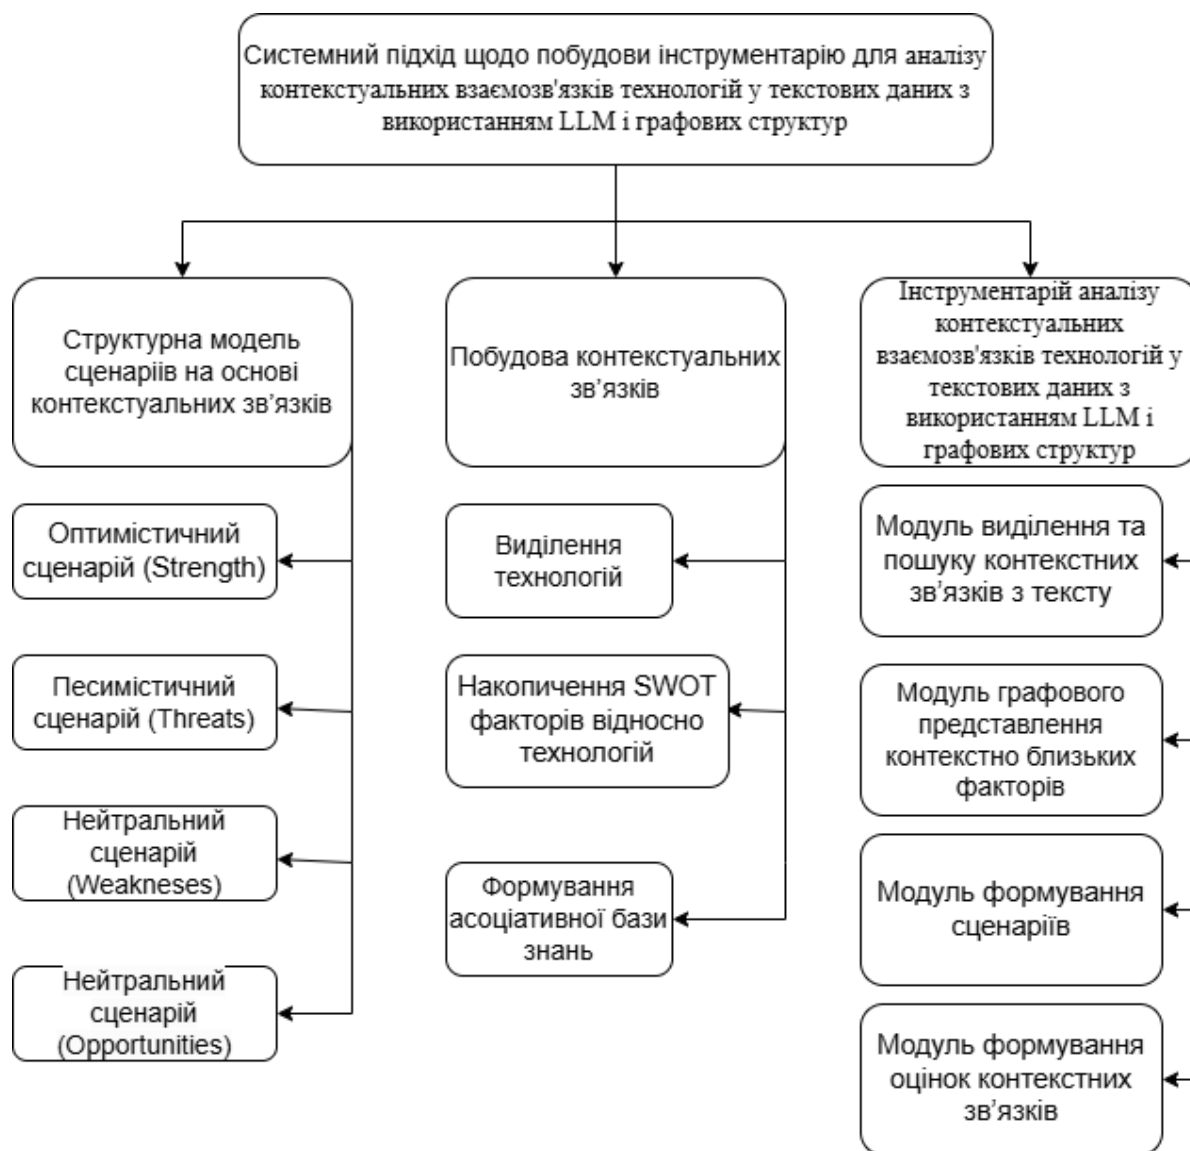 Системний підхід щодо побудови інструментарію для аналізу
контекстуальних взаємозв'язків технологій у текстових даних з
використанням LLM і графових структур
Структурна модель
сценаріів на основі
контекстуальних зв’язків
Оптимістичний
сценарій (Strength)
Песимістичний
сценарій (Threats)
Нейтральний
сценарій
(Weakneses)
Нейтральний
сценарій
(Opportunities)
Побудова контекстуальних
зв’язків
Виділення
технологій
Накопичення SWOT
факторів відносно
технологій
Формування
асоціативної бази
знань
Інструментарій аналізу
контекстуальних
взаємозв'язків технологій у
текстових даних з
використанням LLM і
графових структур
Модуль виділення та
пошуку контекстних
зв’язків з тексту
Модуль графового
представлення
контекстно близьких
факторів
Модуль формування
сценаріїв
Модуль формування
оцінок контекстних
зв’язків